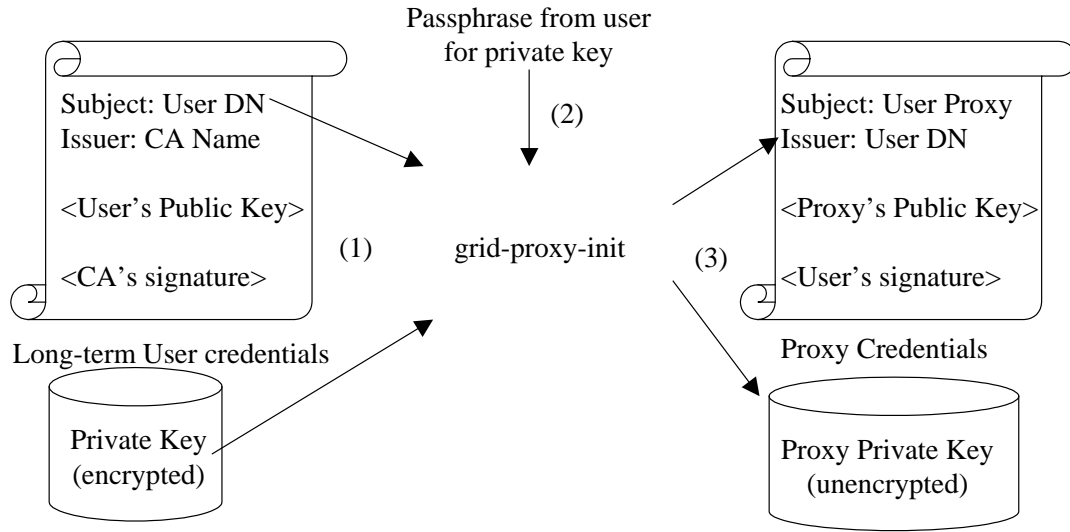 Passphrase from user
for private key
(2)
Subject: User DN
Issuer: CA Name
<User’s Public Key>
<CA’s signature>
(1)
Long-term User credentials
Private Key
(encrypted)
grid-proxy-init
(3)
Subject: User Proxy
Issuer: User DN
<Proxy’s Public Key>
<User’s signature>
Proxy Credentials
Proxy Private Key
(unencrypted)